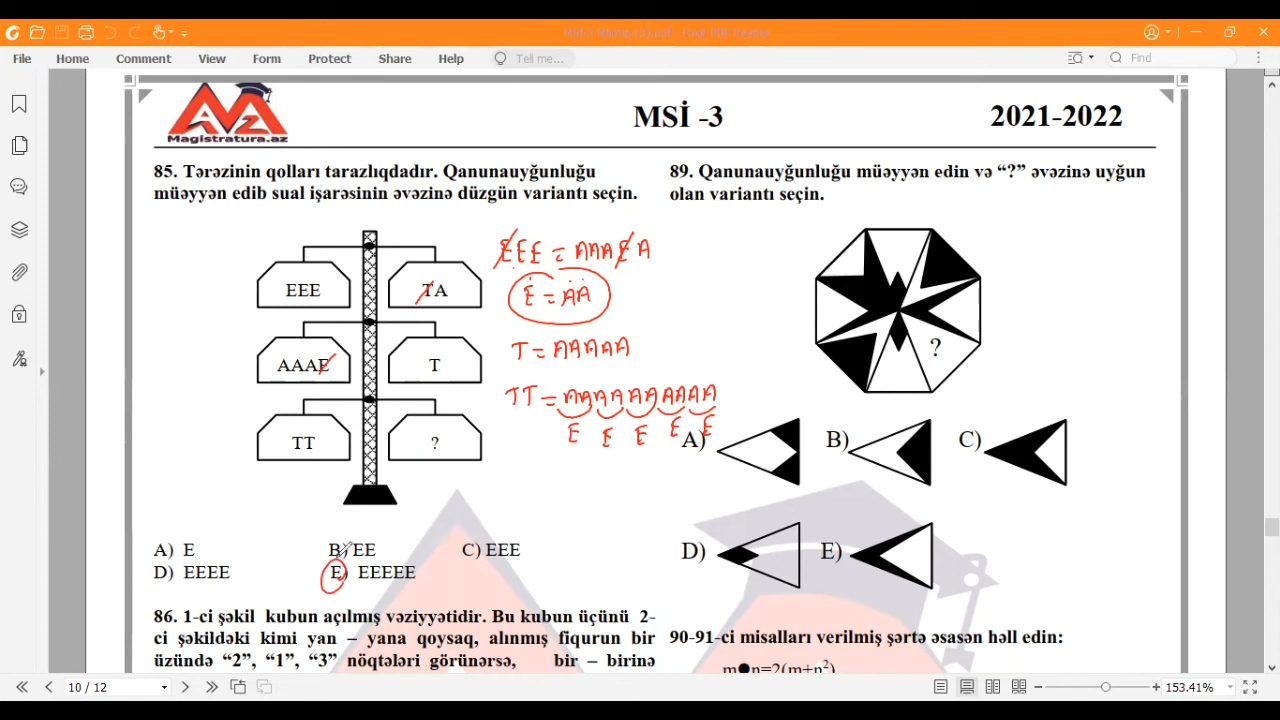 File Home Comment View Form Protect Share Help Tell me... Find
Magistratura.az
MSİ -3
2021-2022
85. Tərəzinin qolları tarazlıqdadır. Qanunauyğunluğu
müəyyən edib sual işarəsinin əvəzinə düzgün variantı seçin.
EEE TA
AAAE T
TT ?
EEE = AAAEA
E = AA
T = AAAAA
TT = AAAAAAAAAA
E E E E E
A) E B) EE C) EEE
D) EEEE E) EEEEE
86. 1-ci şəkil kubun açılmış vəziyyətidir. Bu kubun üçünü 2-
ci şəkildəki kimi yan – yana qoysaq, alınmış fiqurun bir
üzündə “2”, “1”, “3” nöqtələri görünərsə, bir – birinə
89. Qanunauyğunluğu müəyyən edin və “?” əvəzinə uyğun
olan variantı seçin.
?
A) B) C)
D) E)
90-91-ci misalları verilmiş şərtə əsasən həll edin:
m●n=2(m+n²)
10 / 12
153.41%